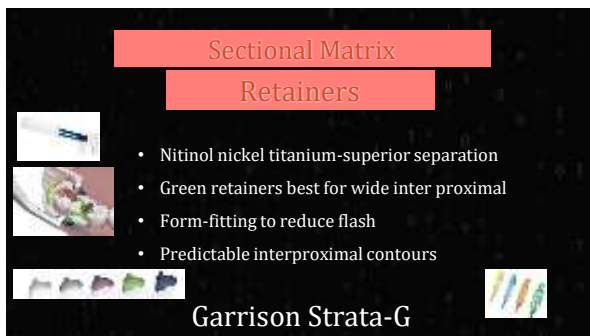 Sectional Matrix
Retainers
• Nitinol nickel titanium-superior separation
• Green retainers best for wide inter proximal
• Form-fitting to reduce flash
• Predictable interproximal contours
Garrison Strata-G